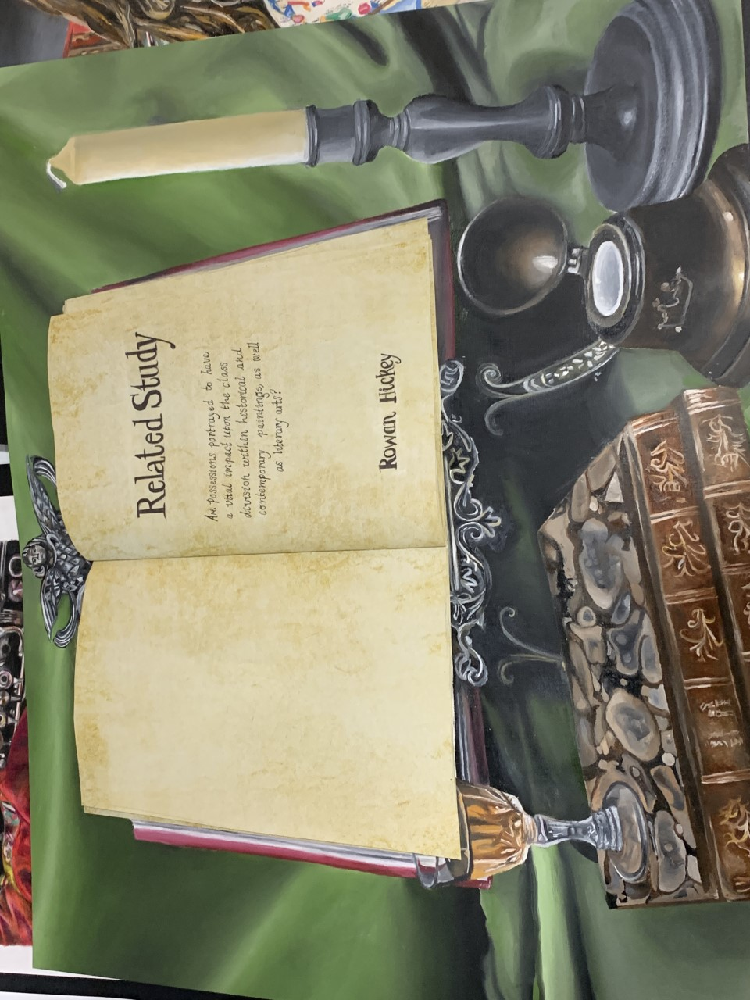 Related Study
Are Possessions portrayed to have
a vital impact upon the class
division within historical and
contemporary paintings, as well
as literary arts?
Rowan Hickey